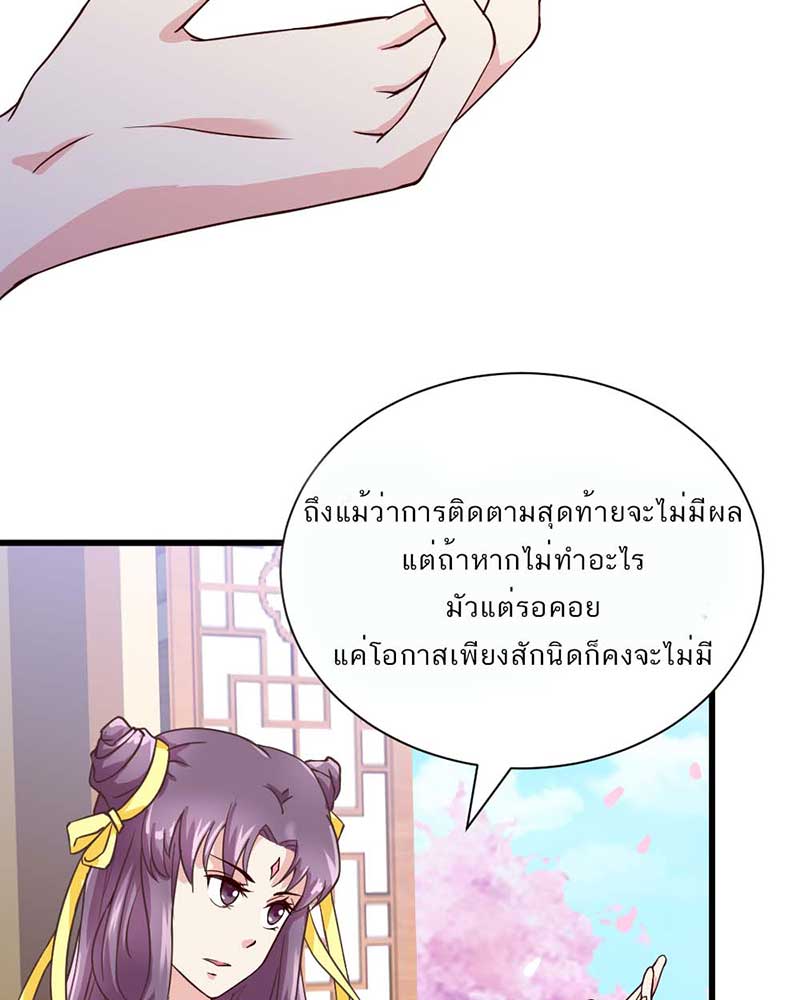 ถึงแม้ว่าการติดตามสุดท้ายจะไม่มีผล
แต่ถ้าหากไม่ทำอะไร
มัวแต่รอคอย
แค่โอกาสเพียงสักนิดก็คงจะไม่มี